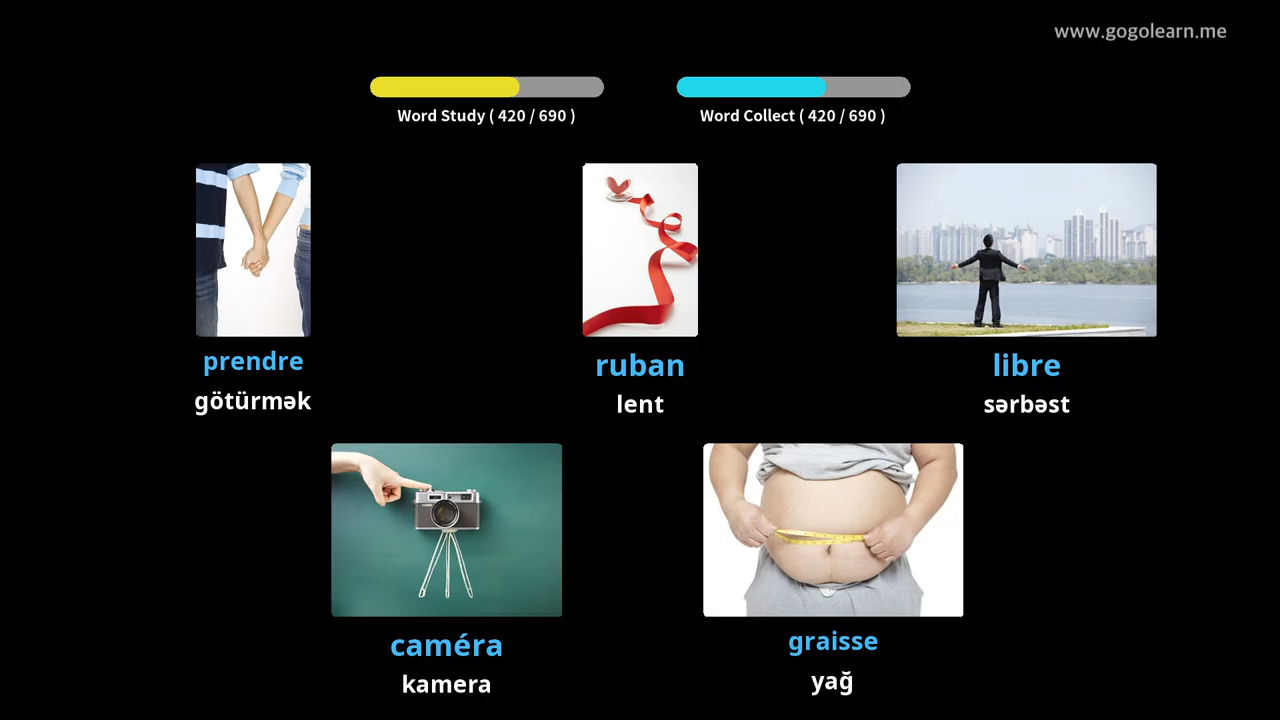 www.gogolearn.me
Word Study ( 420 / 690 )
Word Collect ( 420 / 690 )
prendre
götürmək
ruban
lent
libre
sərbəst
caméra
kamera
graisse
yağ